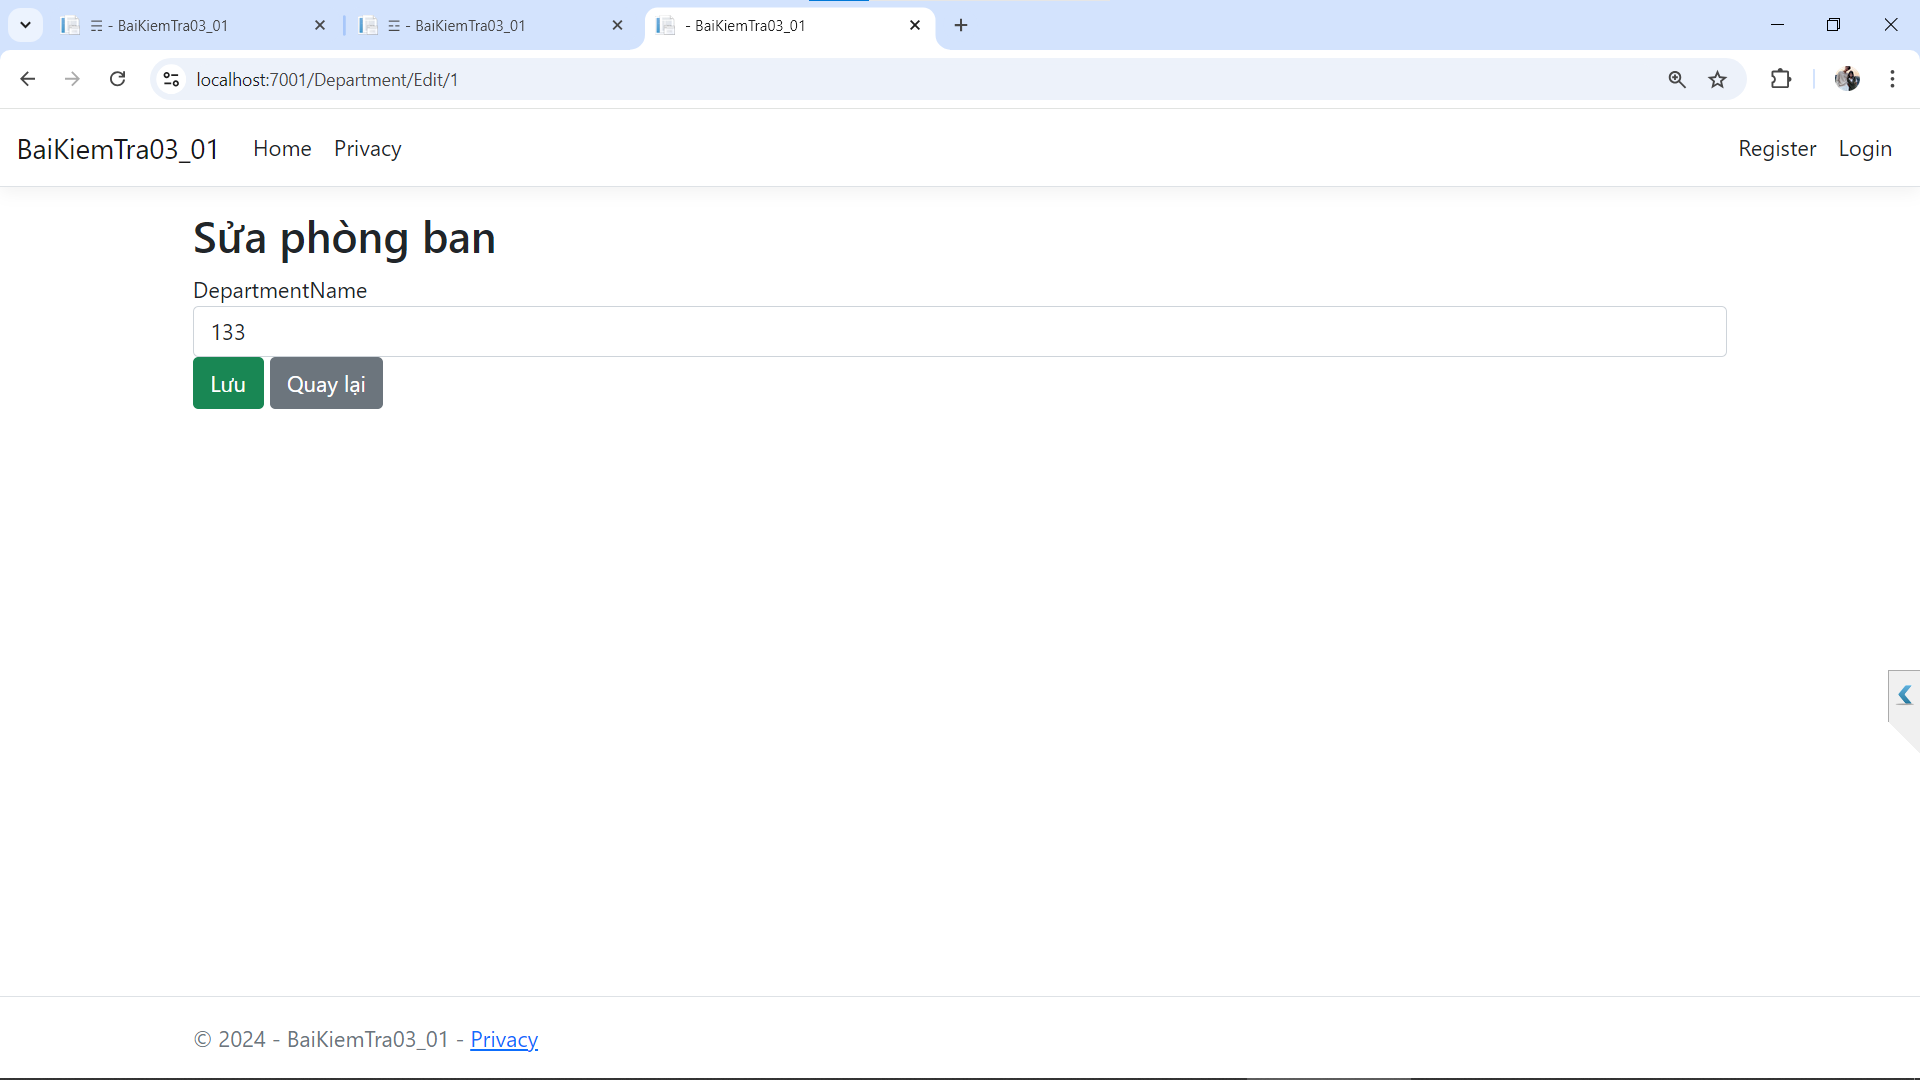 ☴ - BaiKiemTra03_01
☲ - BaiKiemTra03_01
- BaiKiemTra03_01
localhost:7001/Department/Edit/1
BaiKiemTra03_01 Home Privacy Register Login
Sửa phòng ban
DepartmentName
133
Lưu Quay lại
© 2024 - BaiKiemTra03_01 - Privacy